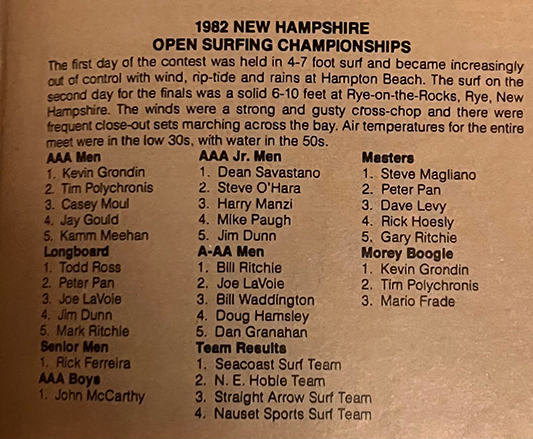 1982 NEW HAMPSHIRE
OPEN SURFING CHAMPIONSHIPS
The first day of the contest was held in 4-7 foot surf and became increasingly
out of control with wind, rip-tide and rains at Hampton Beach. The surf on the
second day for the finals was a solid 6-10 feet at Rye-on-the-Rocks, Rye, New
Hampshire. The winds were a strong and gusty cross-chop and there were
frequent close-out sets marching across the bay. Air temperatures for the entire
meet were in the low 30s, with water in the 50s.
AAA Men
1. Kevin Grondin
2. Tim Polychronis
3. Casey Moul
4. Jay Gould
5. Kamm Meehan
Longboard
1. Todd Ross
2. Peter Pan
3. Joe LaVoie
4. Jim Dunn
5. Mark Ritchie
Senior Men
1. Rick Ferreira
AAA Boys
1. John McCarthy
AAA Jr. Men
1. Dean Savastano
2. Steve O'Hara
3. Harry Manzi
4. Mike Paugh
5. Jim Dunn
A-AA Men
1. Bill Ritchie
2. Joe LaVoie
3. Bill Waddington
4. Doug Hamsley
5. Dan Granahan
Team Results
1. Seacoast Surf Team
2. N. E. Hobie Team
3. Straight Arrow Surf Team
4. Nauset Sports Surf Team
Masters
1. Steve Magliano
2. Peter Pan
3. Dave Levy
4. Rick Hoesly
5. Gary Ritchie
Morey Boogie
1. Kevin Grondin
2. Tim Polychronis
3. Mario Frade